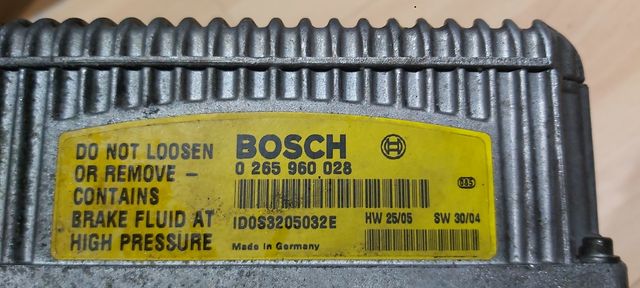 DO NOT LOOSEN
OR REMOVE –
CONTAINS
BRAKE FLUID AT
HIGH PRESSURE
BOSCH
0 265 960 028
085
ID0S3205032E
HW 25/05 SW 30/04
Made in Germany